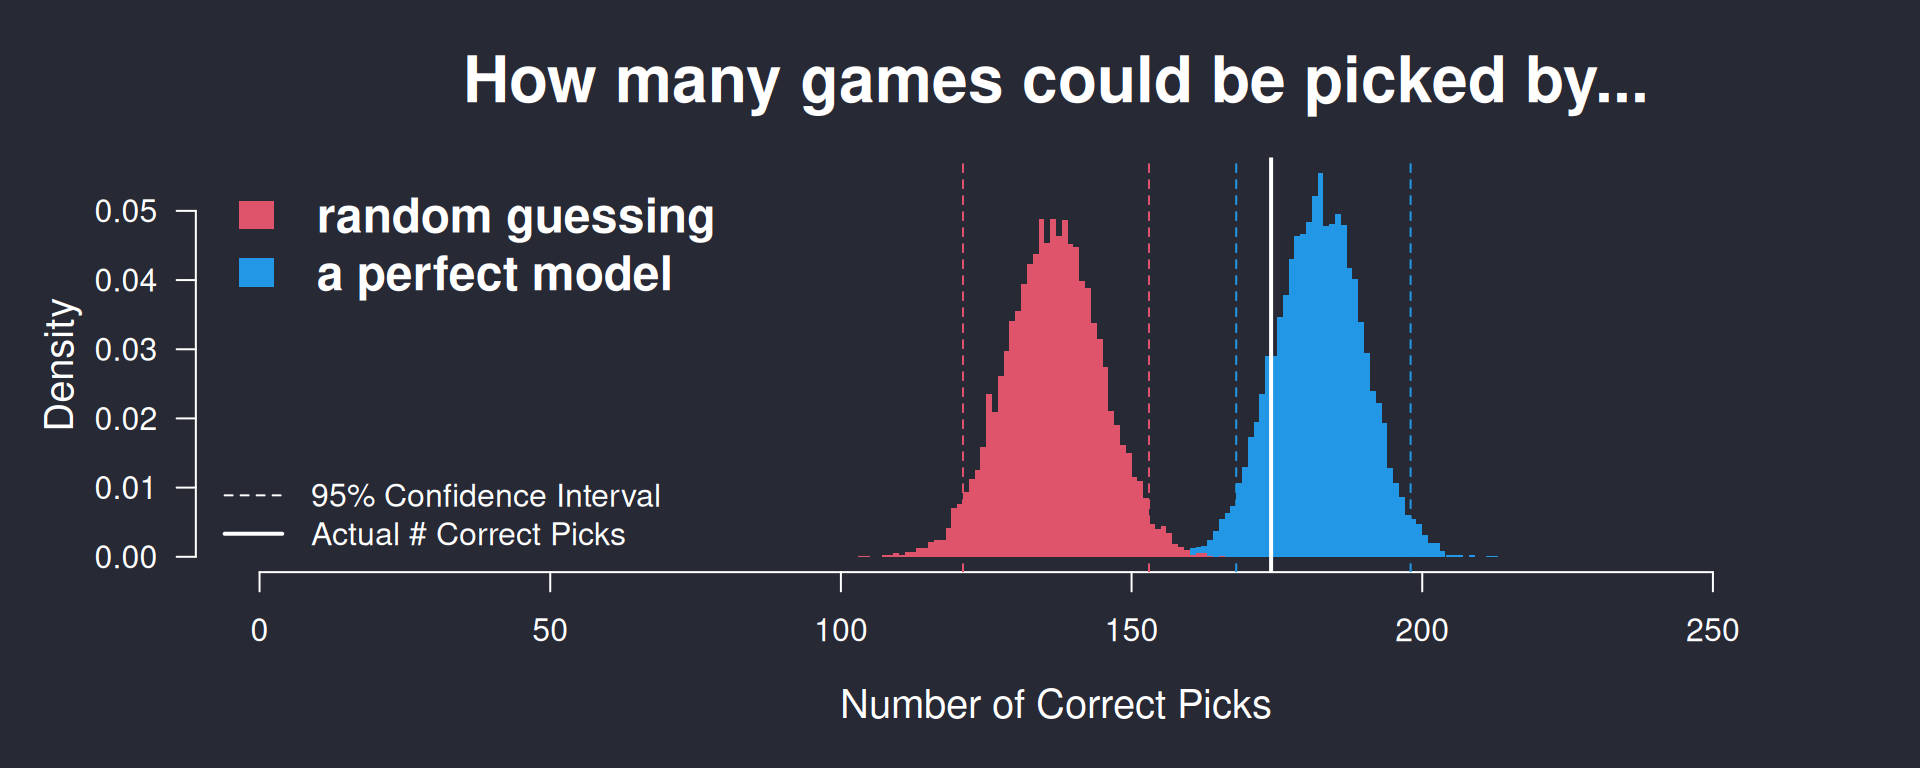 How many games could be picked by...
random guessing
a perfect model
95% Confidence Interval
Actual # Correct Picks
Density
0.05
0.04
0.03
0.02
0.01
0.00
0 50 100 150 200 250
Number of Correct Picks